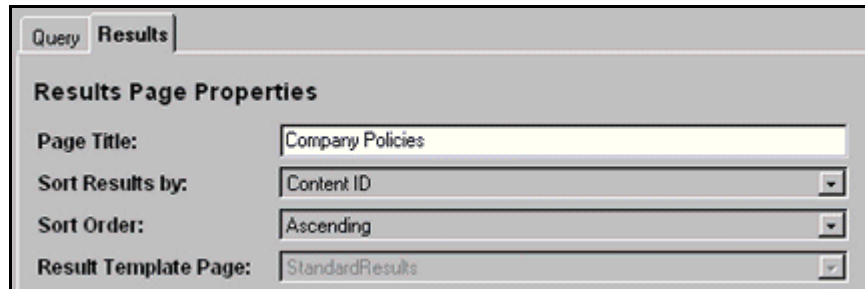 Query Results
Results Page Properties
Page Title: Company Policies
Sort Results by: Content ID
Sort Order: Ascending
Result Template Page: StandardResults